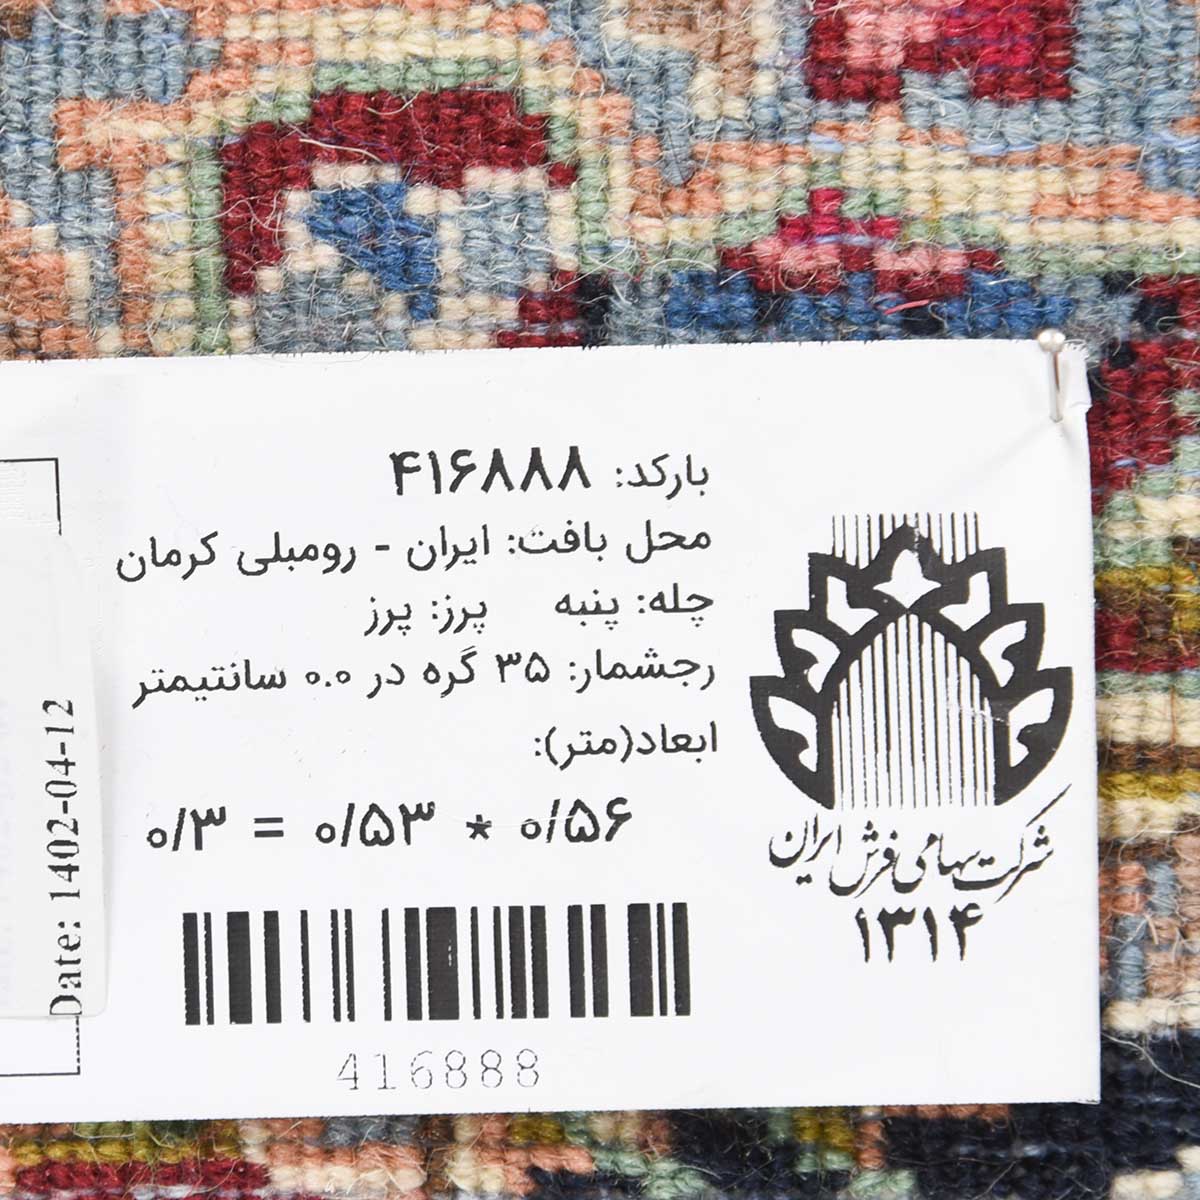 بارکد: ۴۱۶۸۸۸
محل بافت: ایران - رومبلی کرمان
چله: پنبه پرز: پرز
رجشمار: ۳۵ گره در ۰.۰ سانتیمتر
ابعاد(متر):
۰/۵۶ * ۰/۵۳ = ۰/۳
416888
شرکت سهامی فرش ایران
۱۳۱۴
Date: 1402-04-12